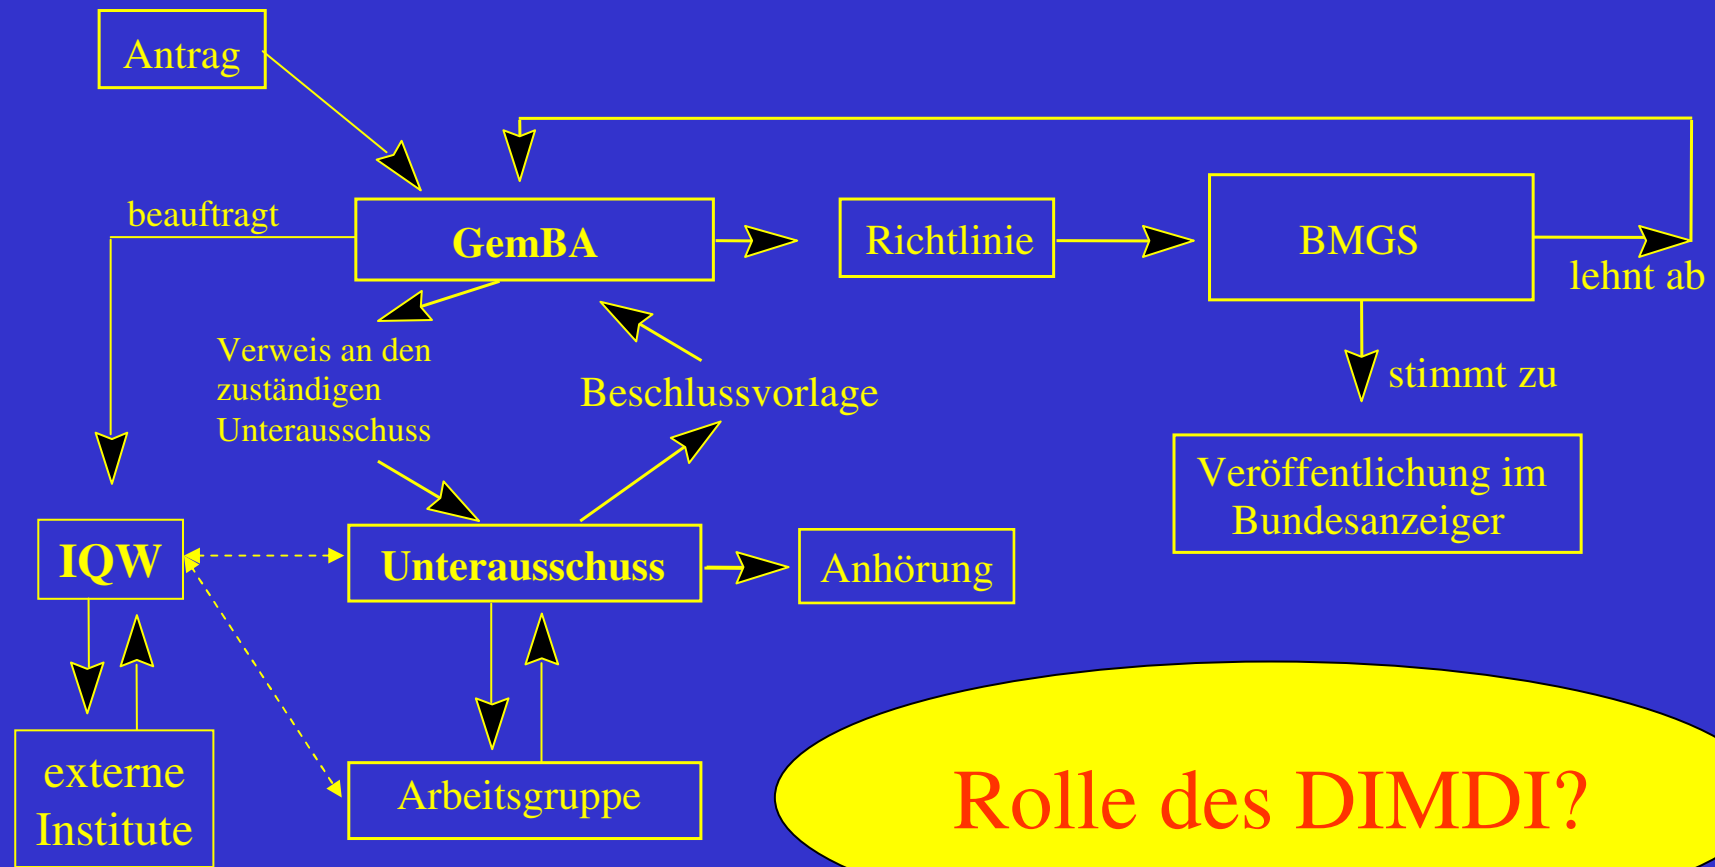 Antrag
beauftragt
GemBA
Richtlinie
BMGS
lehnt ab
Verweis an den
zuständigen
Unterausschuss
Beschlussvorlage
stimmt zu
Veröffentlichung im
Bundesanzeiger
IQW
Unterausschuss
Anhörung
externe
Institute
Arbeitsgruppe
Rolle des DIMDI?